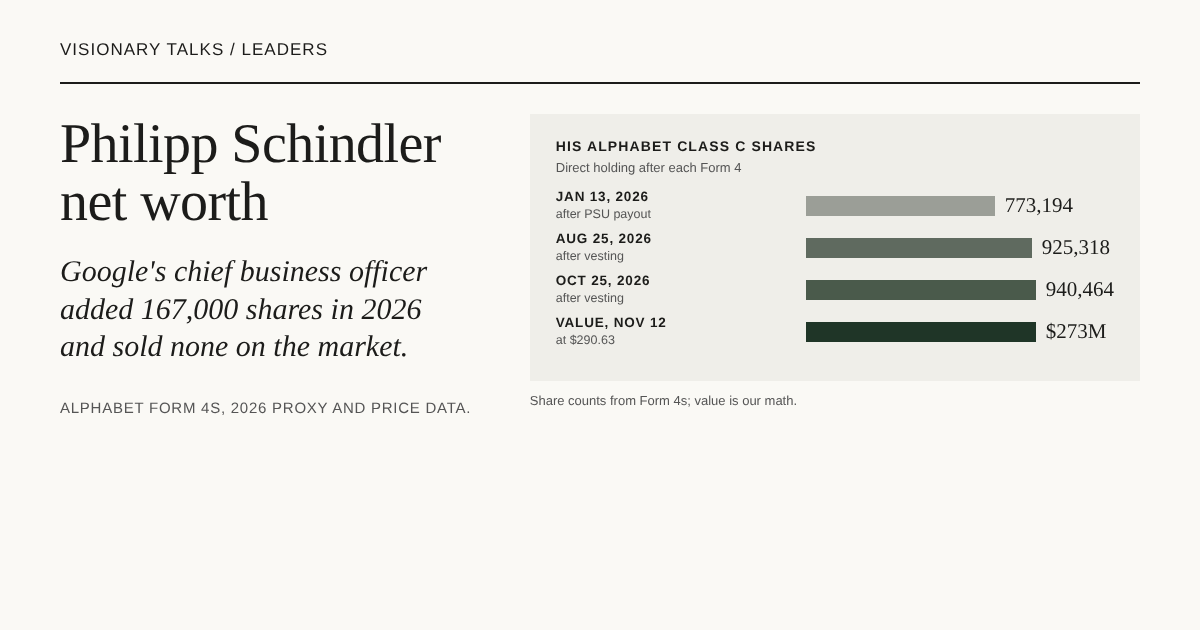 VISIONARY TALKS / LEADERS
Philipp Schindler
net worth
Google's chief business officer
added 167,000 shares in 2026
and sold none on the market.
ALPHABET FORM 4S, 2026 PROXY AND PRICE DATA.
HIS ALPHABET CLASS C SHARES
Direct holding after each Form 4
JAN 13, 2026
after PSU payout
773,194
AUG 25, 2026
after vesting
925,318
OCT 25, 2026
after vesting
940,464
VALUE, NOV 12
at $290.63
$273M
Share counts from Form 4s; value is our math.